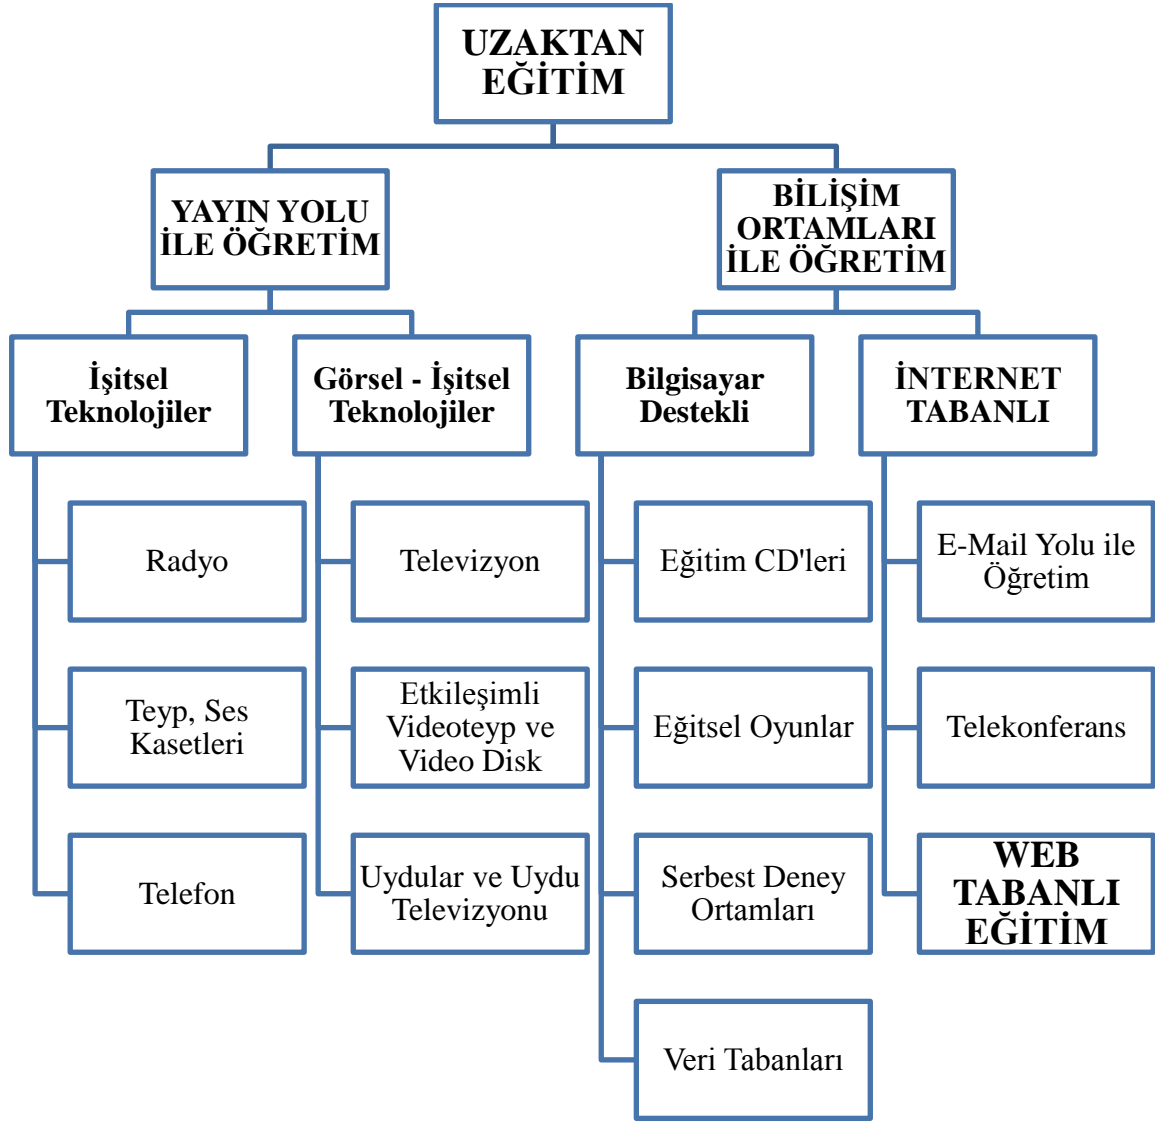 UZAKTAN
EĞİTİM
YAYIN YOLU
İLE ÖĞRETİM
BİLİŞİM
ORTAMLARI
İLE ÖĞRETİM
İşitsel
Teknolojiler
Görsel - İşitsel
Teknolojiler
Bilgisayar
Destekli
İNTERNET
TABANLI
Radyo
Televizyon
Eğitim CD'leri
E-Mail Yolu ile
Öğretim
Teyp, Ses
Kasetleri
Etkileşimli
Videoteyp ve
Video Disk
Eğitsel Oyunlar
Telekonferans
Telefon
Uydular ve Uydu
Televizyonu
Serbest Deney
Ortamları
WEB
TABANLI
EĞİTİM
Veri Tabanları